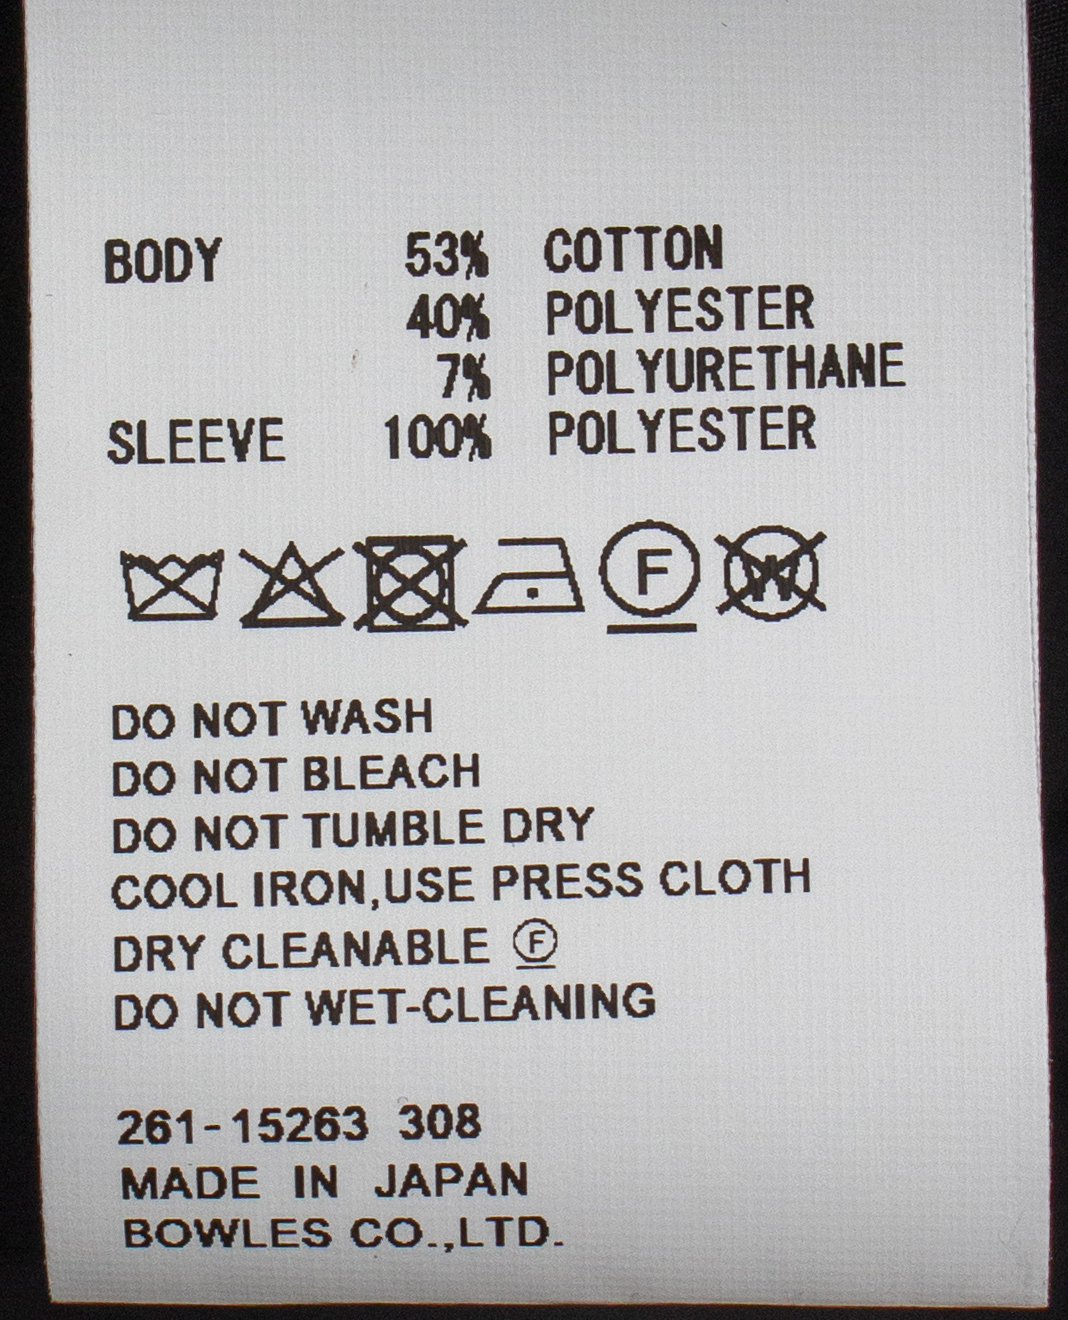 BODY 53% COTTON
40% POLYESTER
7% POLYURETHANE
SLEEVE 100% POLYESTER
F W
DO NOT WASH
DO NOT BLEACH
DO NOT TUMBLE DRY
COOL IRON,USE PRESS CLOTH
DRY CLEANABLE F
DO NOT WET-CLEANING
261-15263 308
MADE IN JAPAN
BOWLES CO.,LTD.